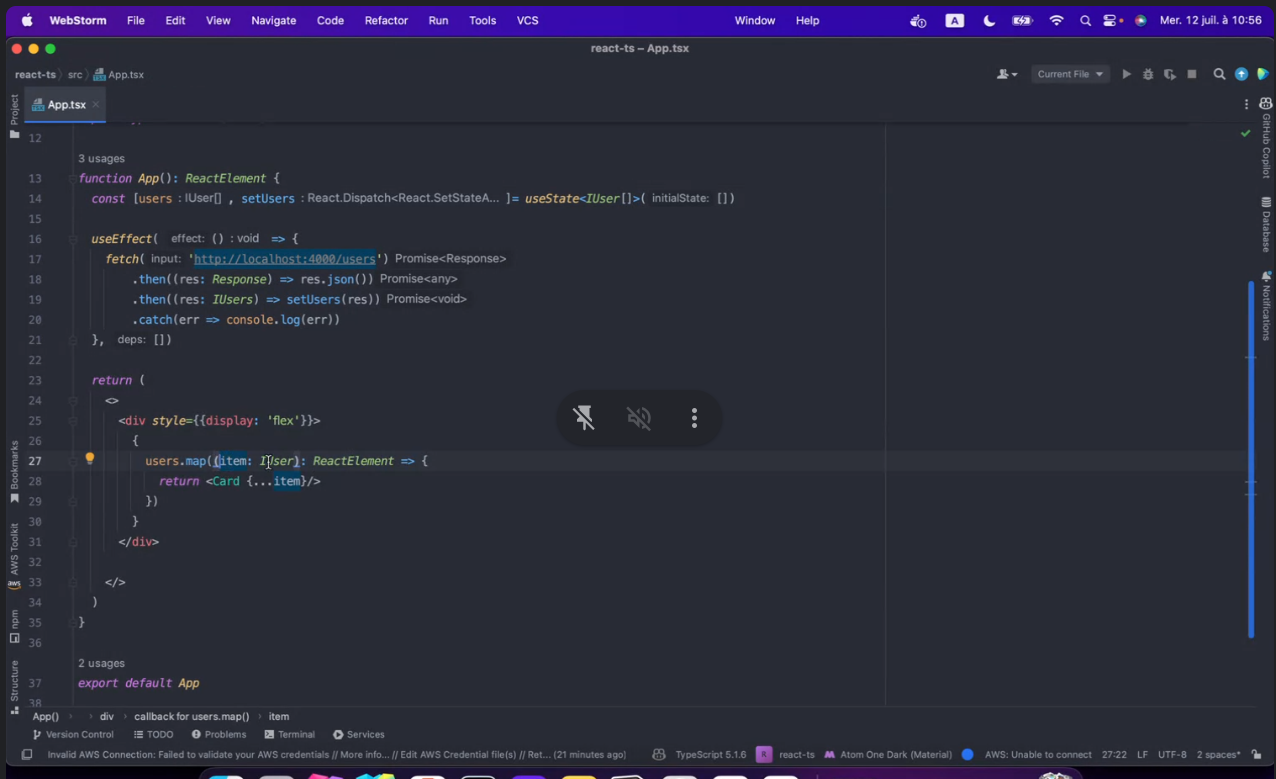 WebStorm File Edit View Navigate Code Refactor Run Tools VCS Window Help A Mer. 12 juil. à 10:56
react-ts – App.tsx
react-ts src App.tsx Current File
Project App.tsx GitHub Copilot
12
3 usages
13 function App(): ReactElement {
14 const [users : IUser[] , setUsers : React.Dispatch<React.SetStateA... ]= useState<IUser[]>( initialState: [])
15
16 useEffect( effect: () : void => {
17 fetch( input: 'http://localhost:4000/users') Promise<Response>
18 .then((res: Response) => res.json()) Promise<any>
19 .then((res: IUsers) => setUsers(res)) Promise<void>
20 .catch(err => console.log(err))
21 }, deps: [])
22
23 return (
24 <>
25 <div style={{display: 'flex'}}>
26 {
27 users.map((item: IUser): ReactElement => {
28 return <Card {...item}/>
29 })
30 }
31 </div>
32
33 </>
34 )
35 }
36
2 usages
37 export default App
38
Database
Notifications
Bookmarks
AWS Toolkit
aws
npm
Structure
App() div callback for users.map() item
Version Control TODO Problems Terminal Services
Invalid AWS Connection: Failed to validate your AWS credentials // More info... // Edit AWS Credential file(s) // Ret... (21 minutes ago) TypeScript 5.1.6 R react-ts Atom One Dark (Material) AWS: Unable to connect 27:22 LF UTF-8 2 spaces*